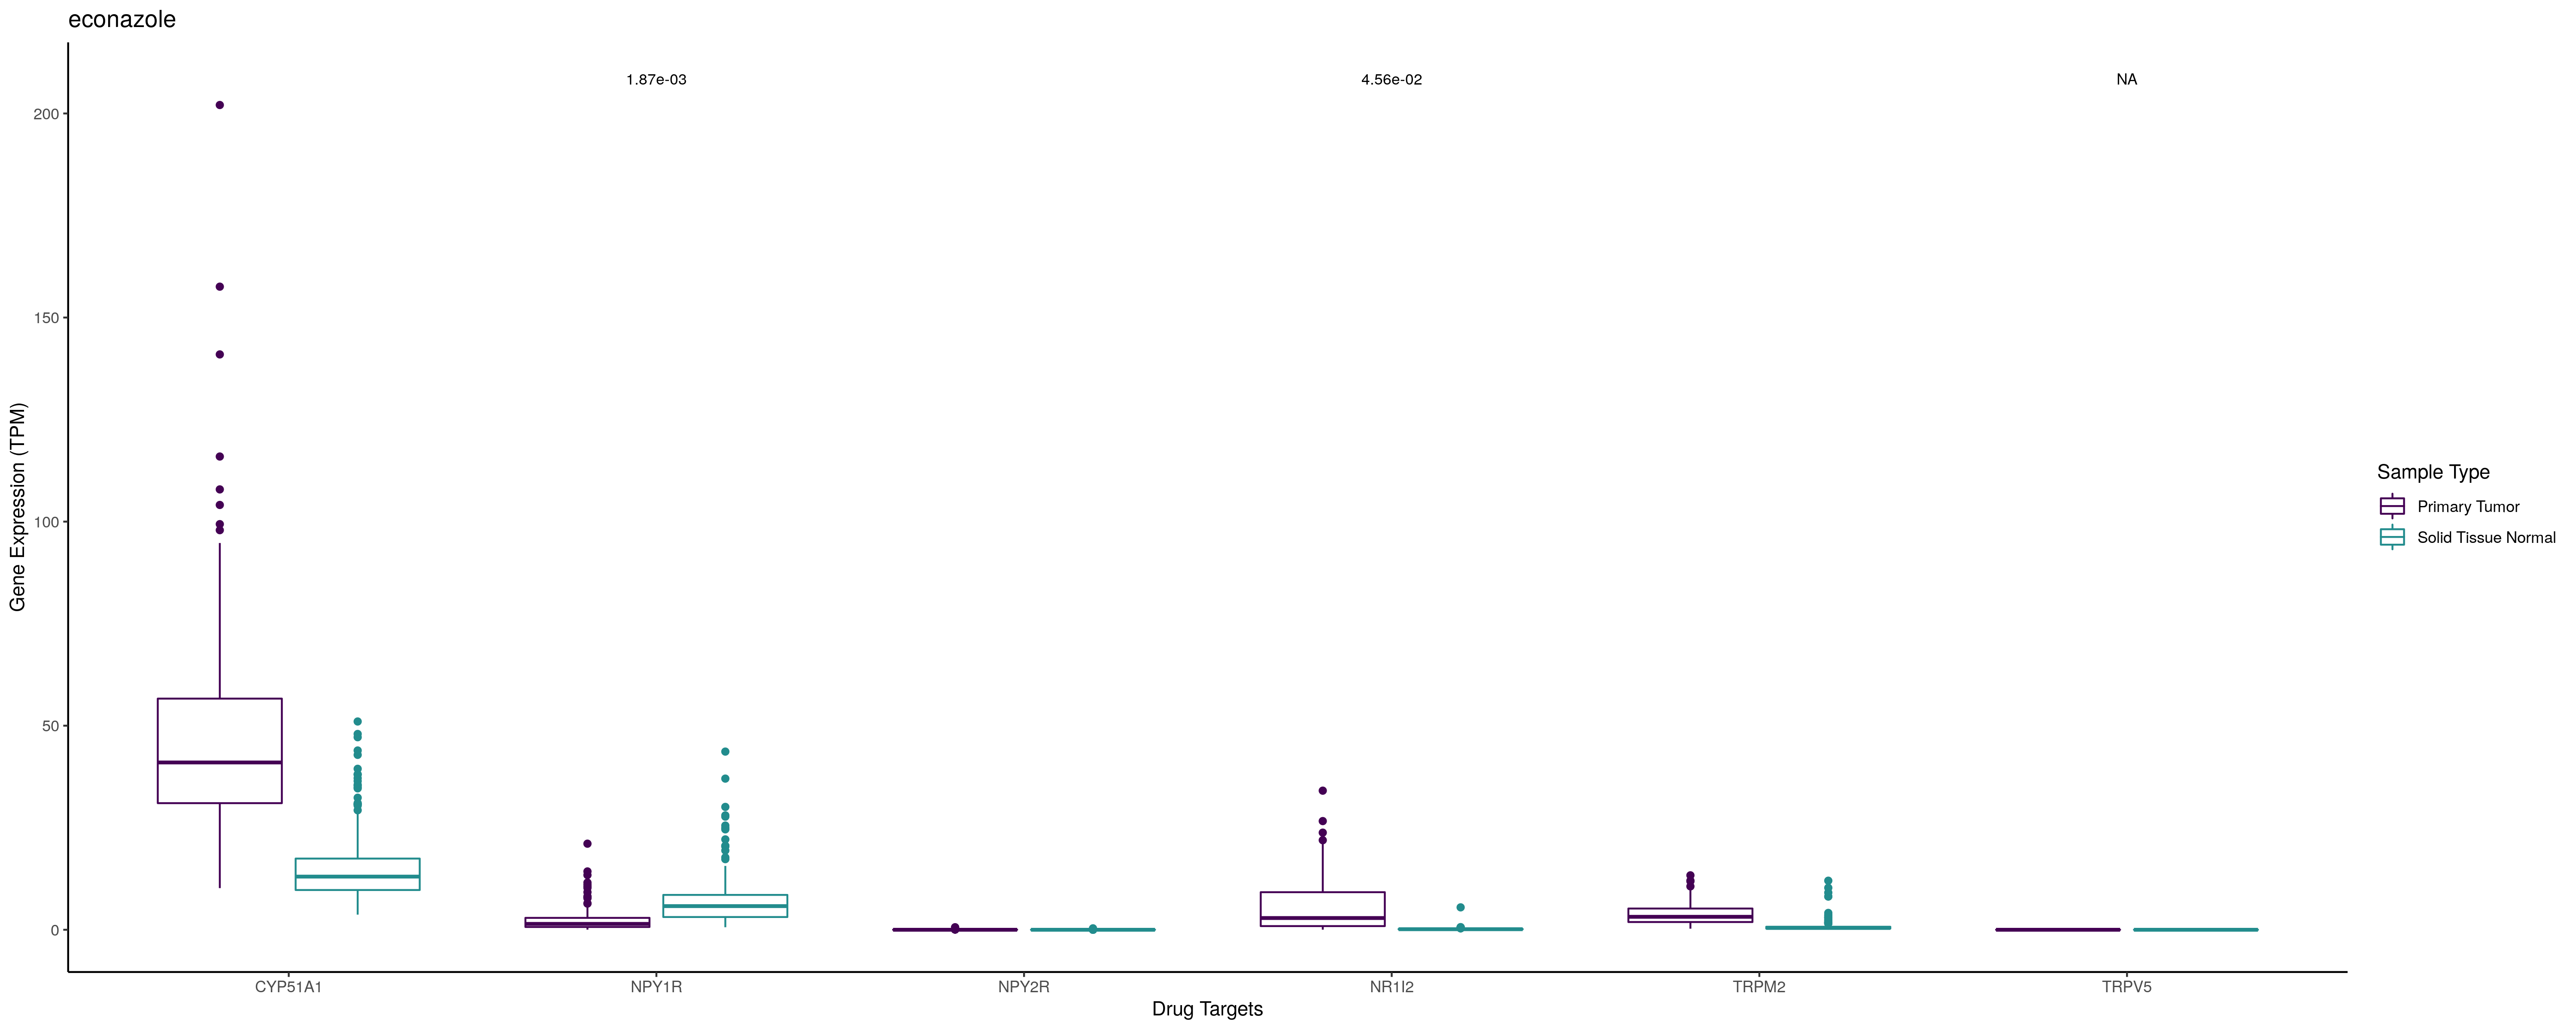 econazole
1.87e-03
4.56e-02
NA
200
150
100
50
0
Gene Expression (TPM)
CYP51A1
NPY1R
NPY2R
NR1I2
TRPM2
TRPV5
Drug Targets
Sample Type
Primary Tumor
Solid Tissue Normal